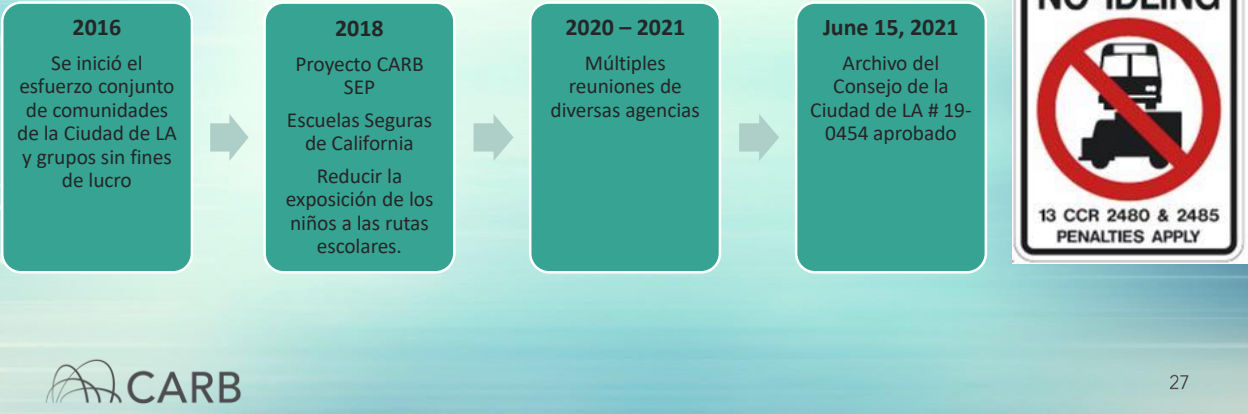 2016
Se inició el
esfuerzo conjunto
de comunidades
de la Ciudad de LA
y grupos sin fines
de lucro
2018
Proyecto CARB
SEP
Escuelas Seguras
de California
Reducir la
exposición de los
niños a las rutas
escolares.
2020 – 2021
Múltiples
reuniones de
diversas agencias
June 15, 2021
Archivo del
Consejo de la
Ciudad de LA # 19-
0454 aprobado
NO IDLING
13 CCR 2480 & 2485
PENALTIES APPLY
CARB
27